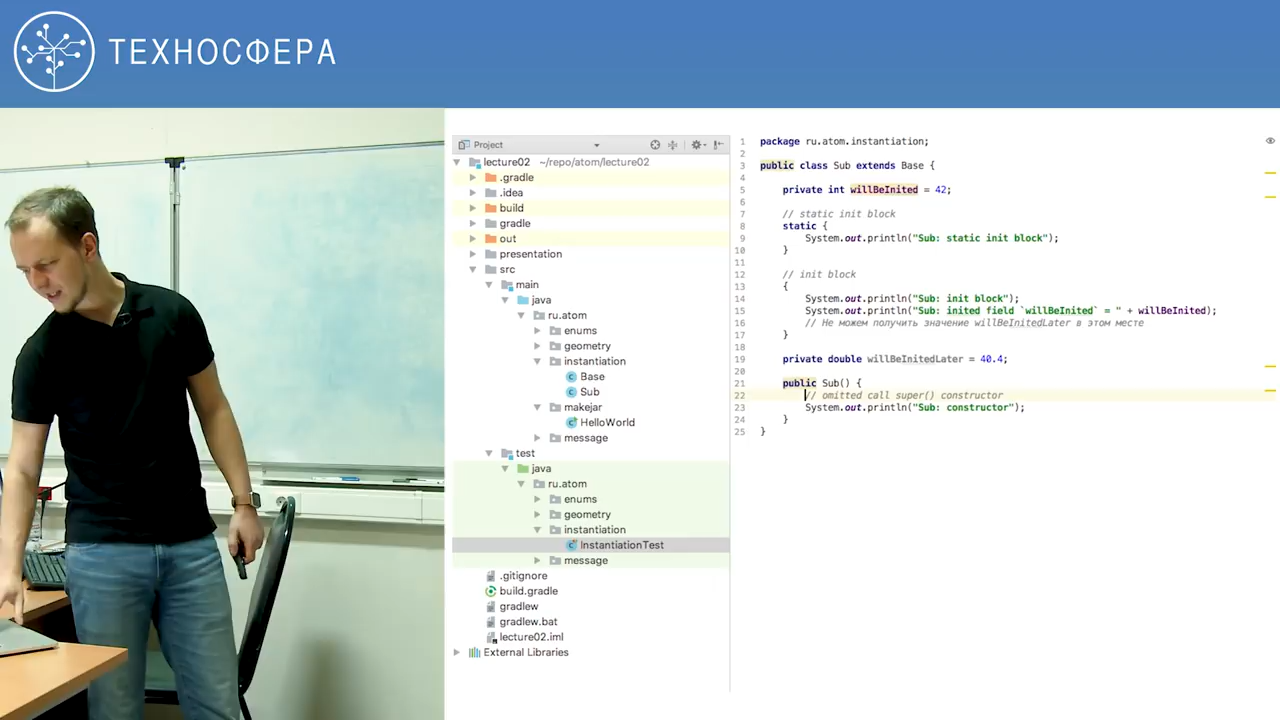 ТЕХНОСФЕРА
Project
lecture02 ~/repo/atom/lecture02
.gradle
.idea
build
gradle
out
presentation
src
main
java
ru.atom
enums
geometry
instantiation
Base
Sub
makejar
HelloWorld
message
test
java
ru.atom
enums
geometry
instantiation
InstantiationTest
message
.gitignore
build.gradle
gradlew
gradlew.bat
lecture02.iml
External Libraries
1 package ru.atom.instantiation;
2
3 public class Sub extends Base {
4
5 private int willBeInited = 42;
6
7 // static init block
8 static {
9 System.out.println("Sub: static init block");
10 }
11
12 // init block
13 {
14 System.out.println("Sub: init block");
15 System.out.println("Sub: inited field `willBeInited` = " + willBeInited);
16 // Не можем получить значение willBeInitedLater в этом месте
17 }
18
19 private double willBeInitedLater = 40.4;
20
21 public Sub() {
22 // omitted call super() constructor
23 System.out.println("Sub: constructor");
24 }
25 }